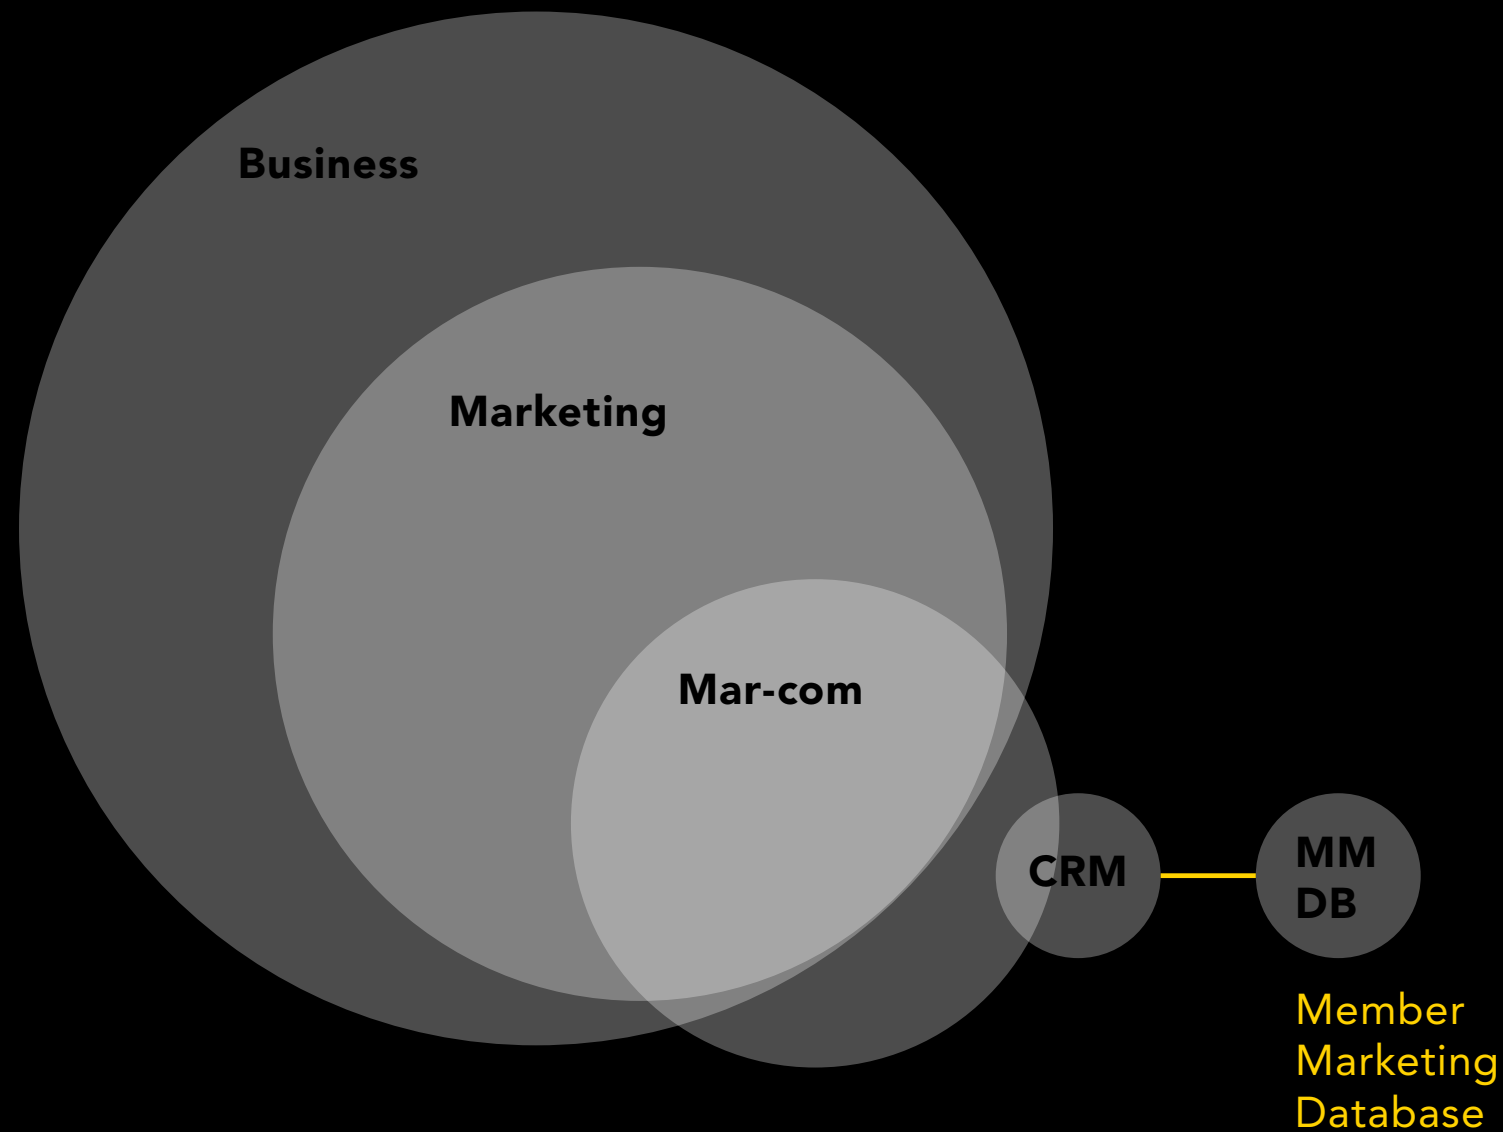 Business
Marketing
Mar-com
CRM
MM
DB
Member
Marketing
Database